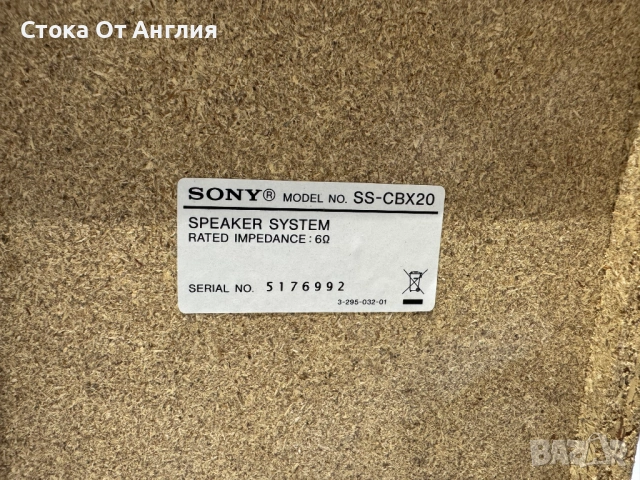 Стока От Англия
SONY® MODEL NO. SS-CBX20
SPEAKER SYSTEM
RATED IMPEDANCE : 6Ω
SERIAL NO. 5176992
3-295-032-01
BAZAR